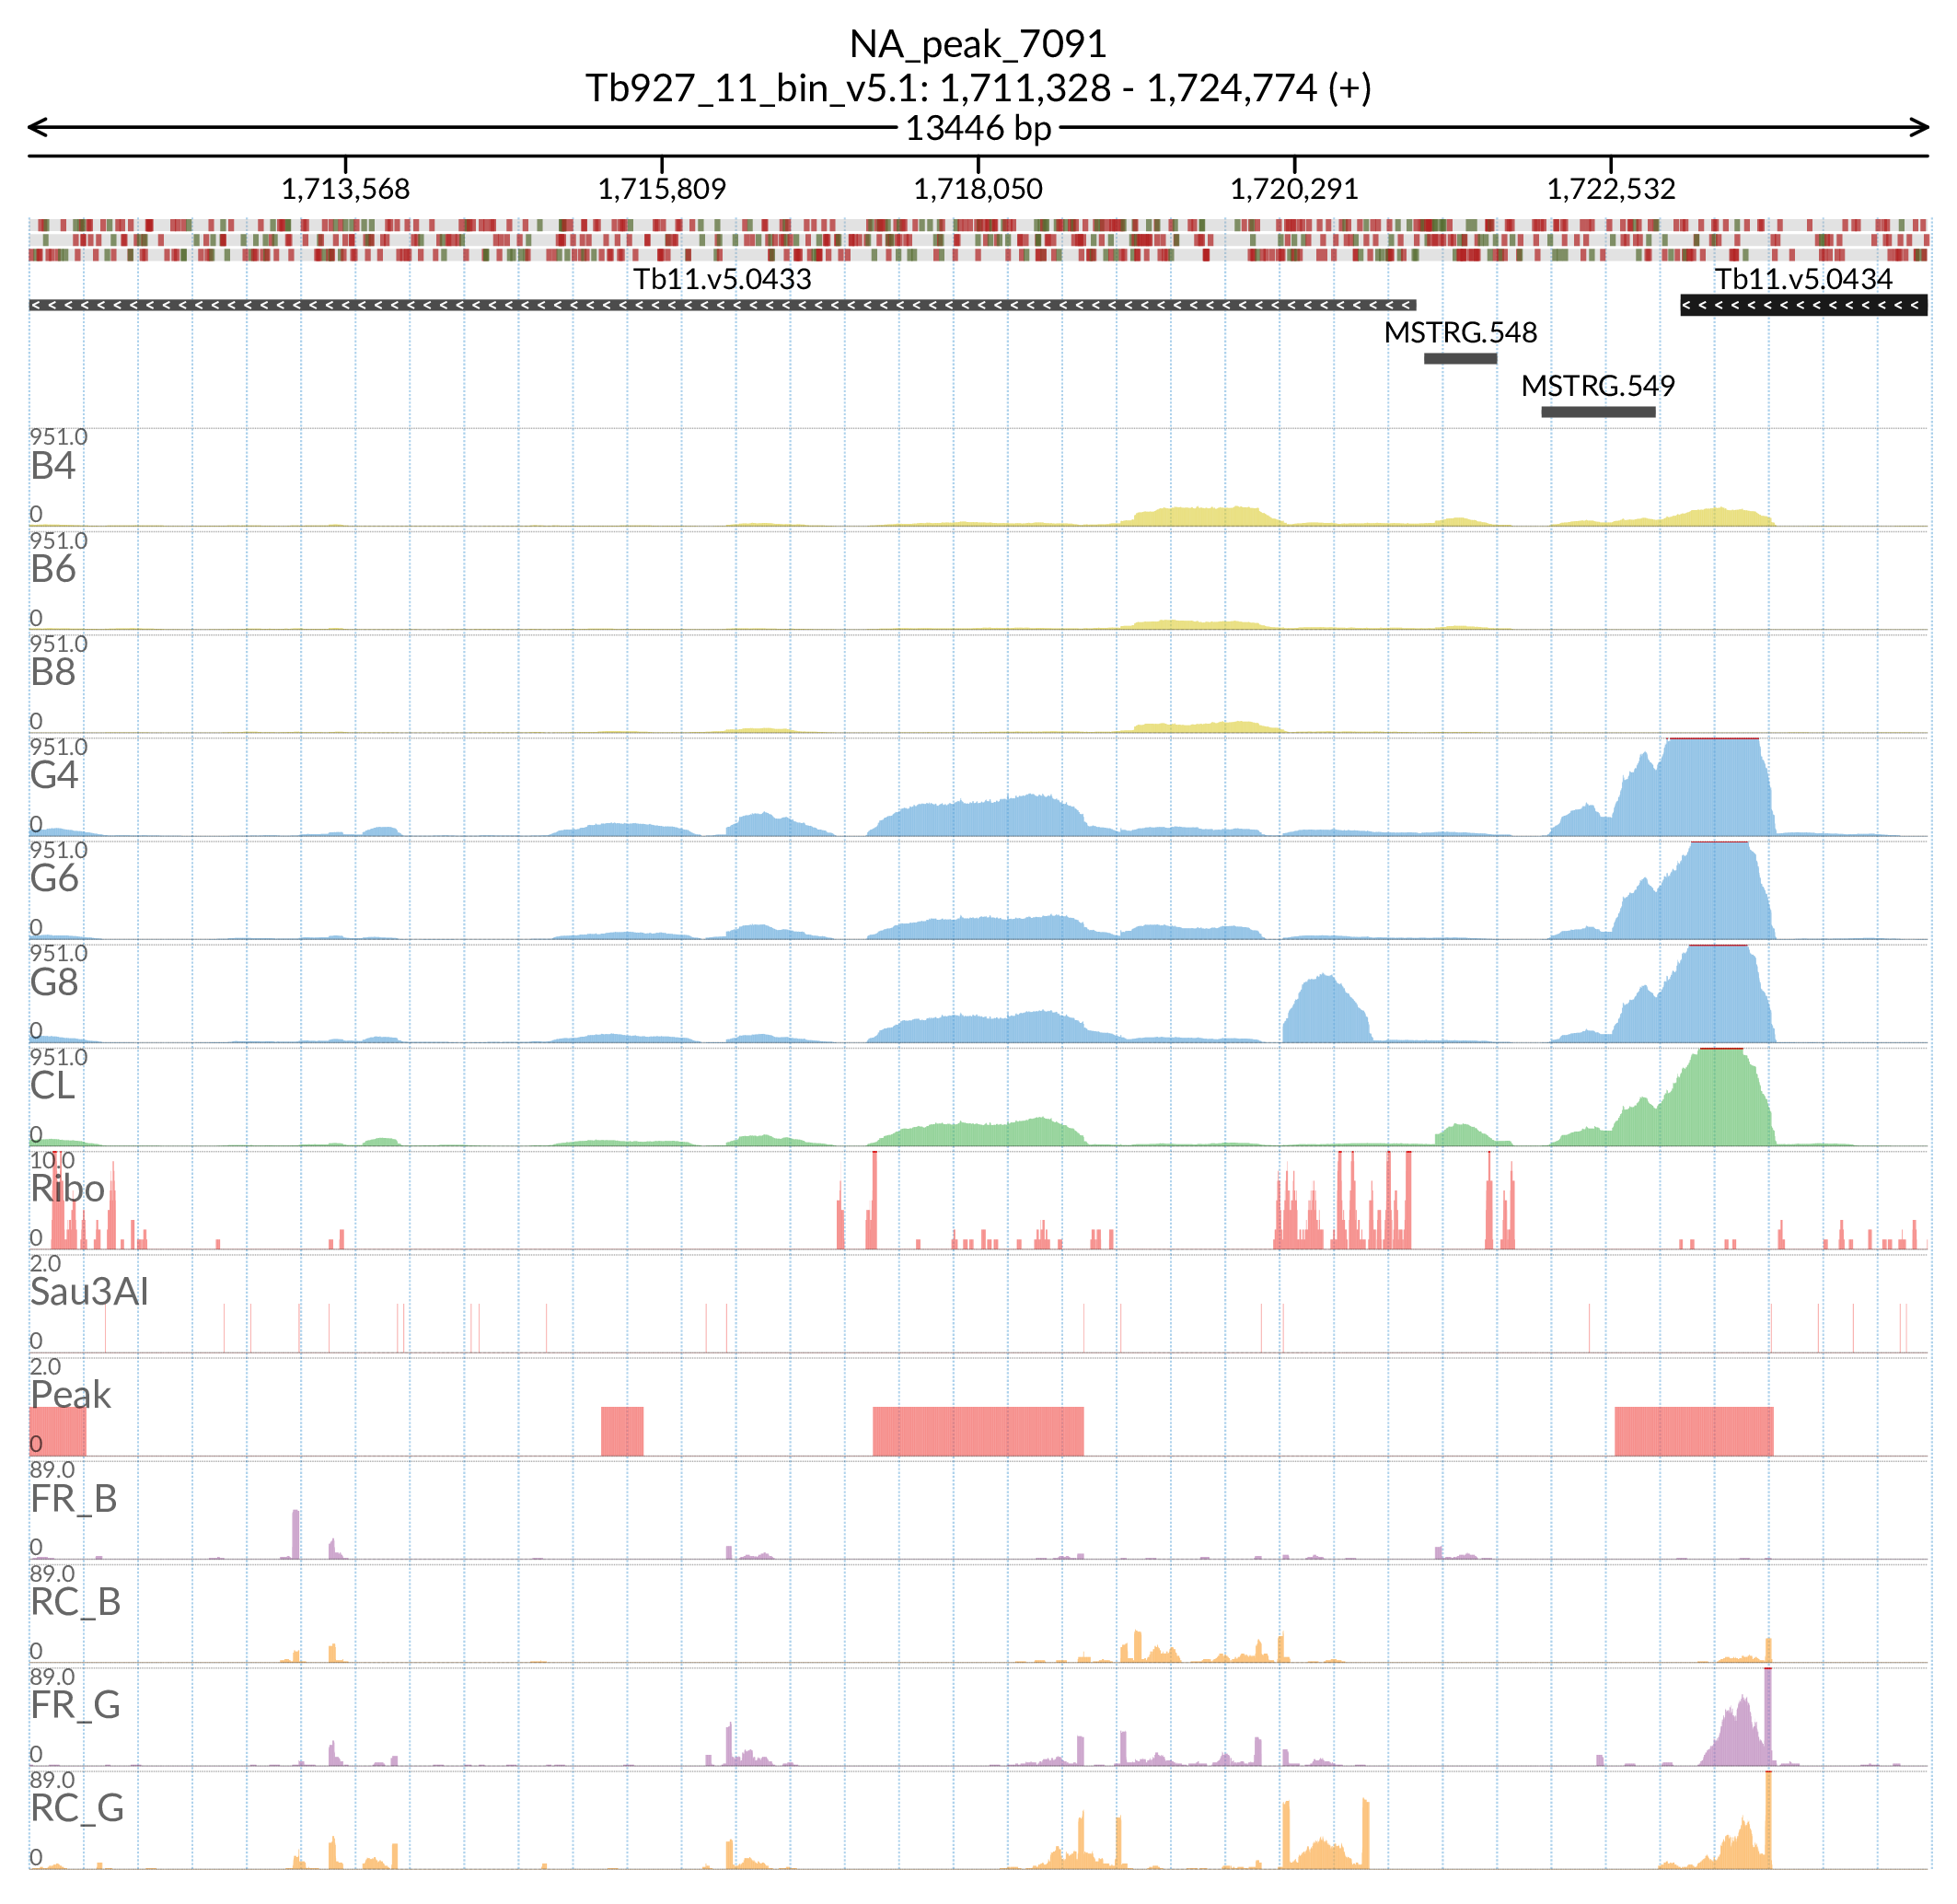 NA_peak_7091
Tb927_11_bin_v5.1: 1,711,328 - 1,724,774 (+)
13446 bp
1,713,568 1,715,809 1,718,050 1,720,291 1,722,532
Tb11.v5.0433 Tb11.v5.0434
MSTRG.548
MSTRG.549
951.0
B4
0
951.0
B6
0
951.0
B8
0
951.0
G4
0
951.0
G6
0
951.0
G8
0
951.0
CL
0
10.0
Ribo
0
2.0
Sau3AI
0
2.0
Peak
0
89.0
FR_B
0
89.0
RC_B
0
89.0
FR_G
0
89.0
RC_G
0